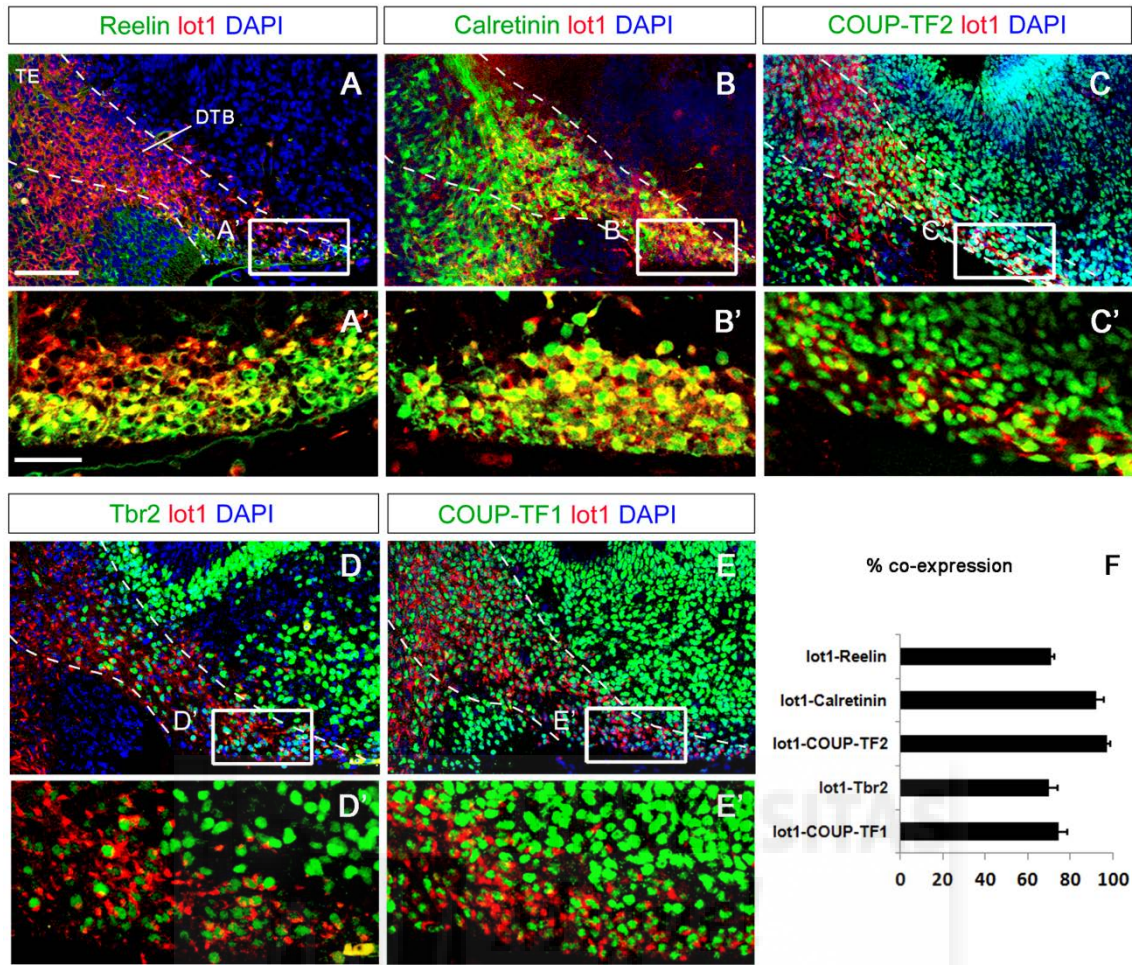 Reelin lot1 DAPI
Calretinin lot1 DAPI
COUP-TF2 lot1 DAPI
TE
A
DTB
A'
B
B'
C
C'
A'
B'
C'
Tbr2 lot1 DAPI
COUP-TF1 lot1 DAPI
D
D'
E
E'
D'
E'
% co-expression
F
lot1-Reelin
lot1-Calretinin
lot1-COUP-TF2
lot1-Tbr2
lot1-COUP-TF1
0 20 40 60 80 100